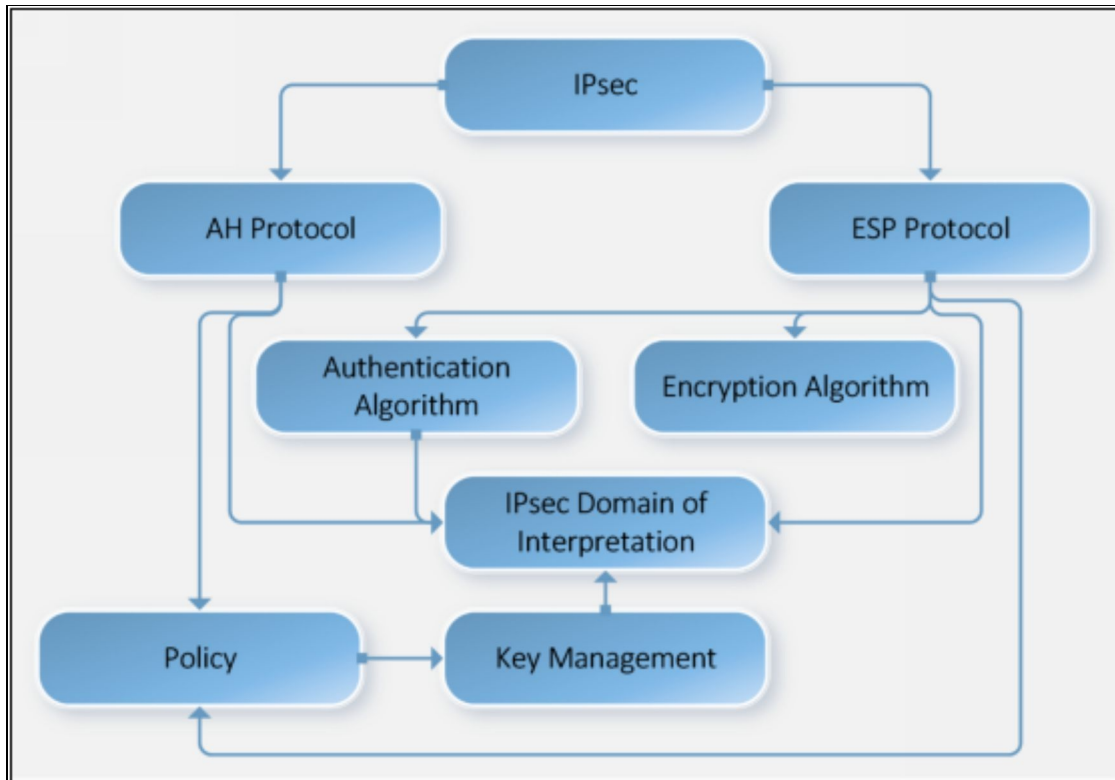 IPsec
AH Protocol
ESP Protocol
Authentication
Algorithm
Encryption Algorithm
IPsec Domain of
Interpretation
Policy
Key Management